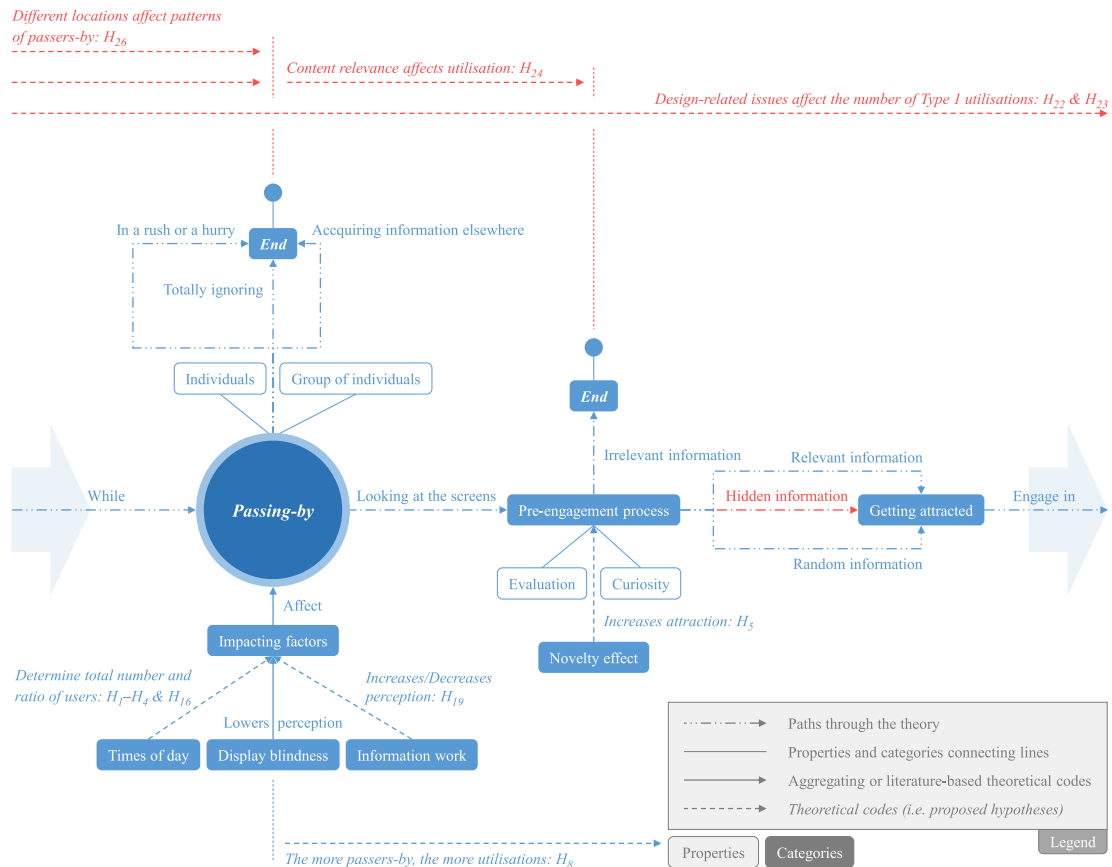 Different locations affect patterns
of passers-by: H26
Content relevance affects utilisation: H24
Design-related issues affect the number of Type 1 utilisations: H22 & H23
In a rush or a hurry
Accquiring information elsewhere
End
Totally ignoring
Individuals
Group of individuals
End
Irrelevant information
Relevant information
While
Passing-by
Looking at the screens
Pre-engagement process
Hidden information
Getting attracted
Engage in
Random information
Evaluation
Curiosity
Affect
Increases attraction: H5
Impacting factors
Novelty effect
Determine total number and
ratio of users: H1–H4 & H16
Increases/Decreases
perception: H19
Lowers perception
Times of day
Display blindness
Information work
Paths through the theory
Properties and categories connecting lines
Aggregating or literature-based theoretical codes
Theoretical codes (i.e. proposed hypotheses)
Legend
Properties
Categories
The more passers-by, the more utilisations: H8